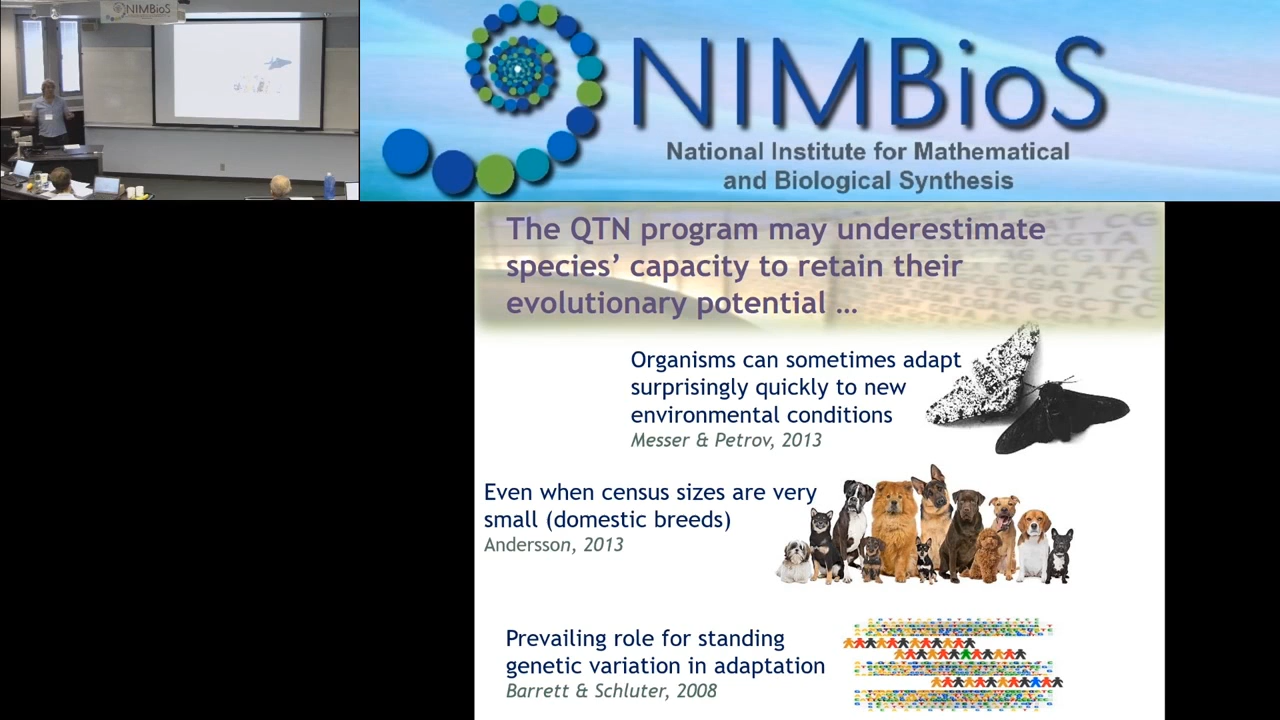 NIMBioS
NIMBioS
National Institute for Mathematical
and Biological Synthesis
The QTN program may underestimate
species’ capacity to retain their
evolutionary potential …
Organisms can sometimes adapt
surprisingly quickly to new
environmental conditions
Messer & Petrov, 2013
Even when census sizes are very
small (domestic breeds)
Andersson, 2013
Prevailing role for standing
genetic variation in adaptation
Barrett & Schluter, 2008